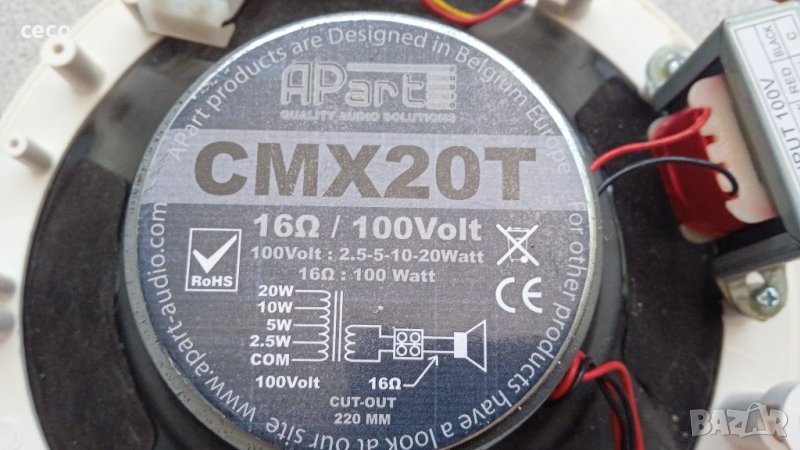 ceco
APart products are Designed in Belgium Europe
APart
QUALITY AUDIO SOLUTIONS
CMX20T
16Ω / 100Volt
100Volt : 2.5-5-10-20Watt
16Ω : 100 Watt
RoHS
CE
20W
10W
5W
2.5W
COM
100Volt
16Ω
CUT-OUT
220 MM
for other products have a look at our site www.apart-audio.com
PUT 100V
RED
BLACK
C
BAZAR